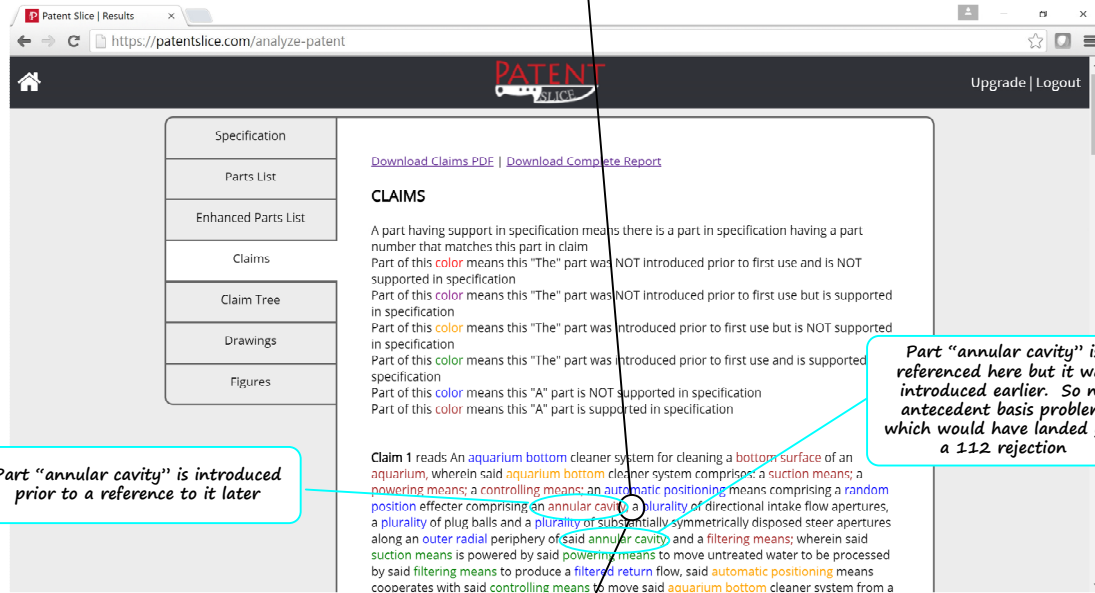 Patent Slice | Results
https://patentslice.com/analyze-patent
PATENT
SLICE
Upgrade | Logout
Specification
Parts List
Enhanced Parts List
Claims
Claim Tree
Drawings
Figures
Download Claims PDF | Download Complete Report
CLAIMS
A part having support in specification means there is a part in specification having a part
number that matches this part in claim
Part of this color means this "The" part was NOT introduced prior to first use and is NOT
supported in specification
Part of this color means this "The" part was NOT introduced prior to first use but is supported
in specification
Part of this color means this "The" part was introduced prior to first use but is NOT supported
in specification
Part of this color means this "The" part was introduced prior to first use and is supported
specification
Part of this color means this "A" part is NOT supported in specification
Part of this color means this "A" part is supported in specification
Part “annular cavity”
referenced here but it
introduced earlier. So
antecedent basis
which would have landed
a 112 rejection
Part “annular cavity” is introduced
prior to a reference to it later
Claim 1 reads An aquarium bottom cleaner system for cleaning a bottom surface of an
aquarium, wherein said aquarium bottom cleaner system comprises: a suction means; a
powering means; a controlling means; an automatic positioning means comprising a random
position effecter comprising an annular cavity, a plurality of directional intake flow apertures,
a plurality of plug balls and a plurality of substantially symmetrically disposed steer apertures
along an outer radial periphery of said annular cavity and a filtering means; wherein said
suction means is powered by said powering means to move untreated water to be processed
by said filtering means to produce a filtered return flow, said automatic positioning means
cooperates with said controlling means to move said aquarium bottom cleaner system from a